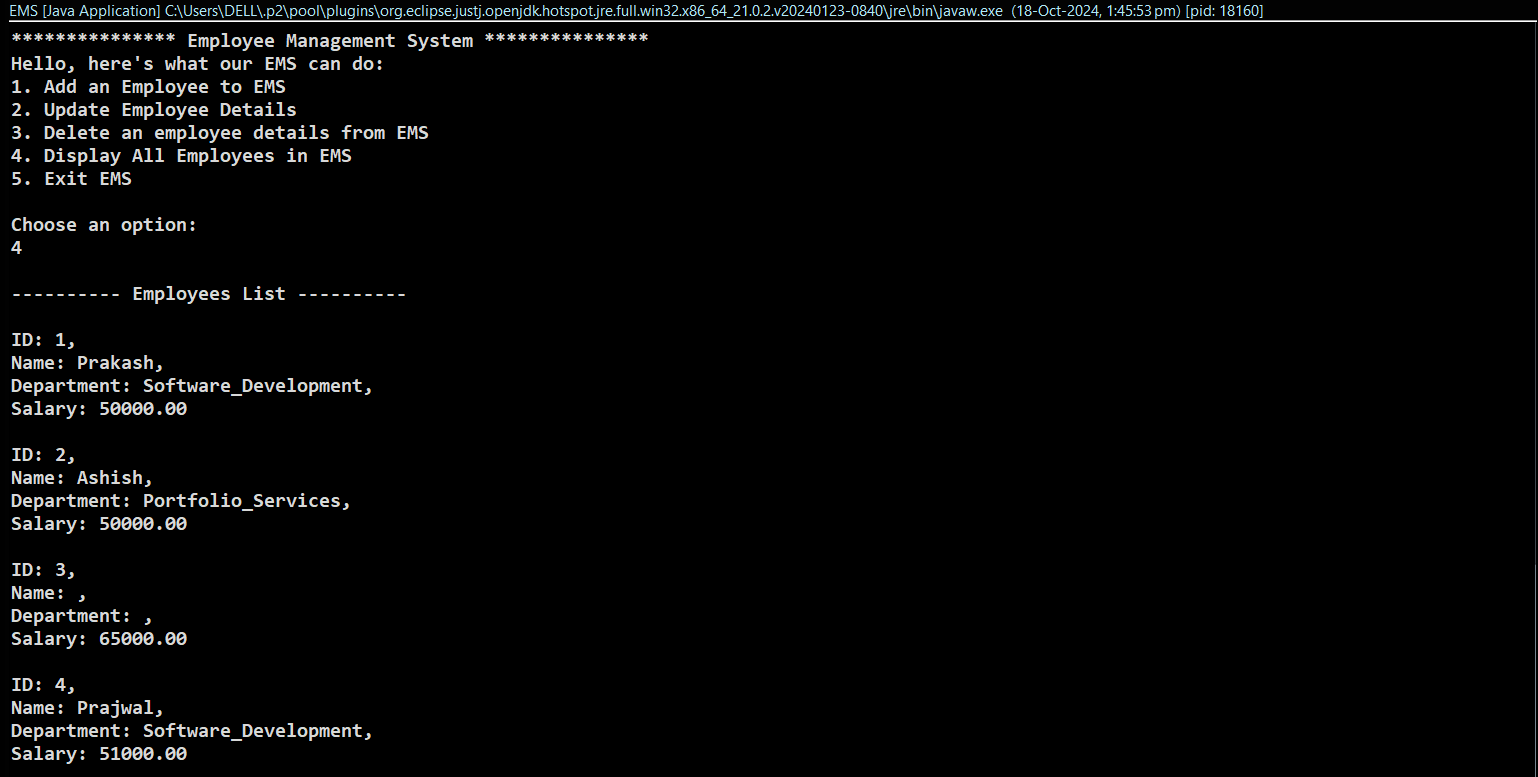 EMS [Java Application] C:\Users\DELL\.p2\pool\plugins\org.eclipse.justj.openjdk.hotspot.jre.full.win32.x86_64_21.0.2.v20240123-0840\jre\bin\javaw.exe (18-Oct-2024, 1:45:53 pm) [pid: 18160]
*************** Employee Management System ***************
Hello, here's what our EMS can do:
1. Add an Employee to EMS
2. Update Employee Details
3. Delete an employee details from EMS
4. Display All Employees in EMS
5. Exit EMS
Choose an option:
4
---------- Employees List ----------
ID: 1,
Name: Prakash,
Department: Software_Development,
Salary: 50000.00
ID: 2,
Name: Ashish,
Department: Portfolio_Services,
Salary: 50000.00
ID: 3,
Name: ,
Department: ,
Salary: 65000.00
ID: 4,
Name: Prajwal,
Department: Software_Development,
Salary: 51000.00